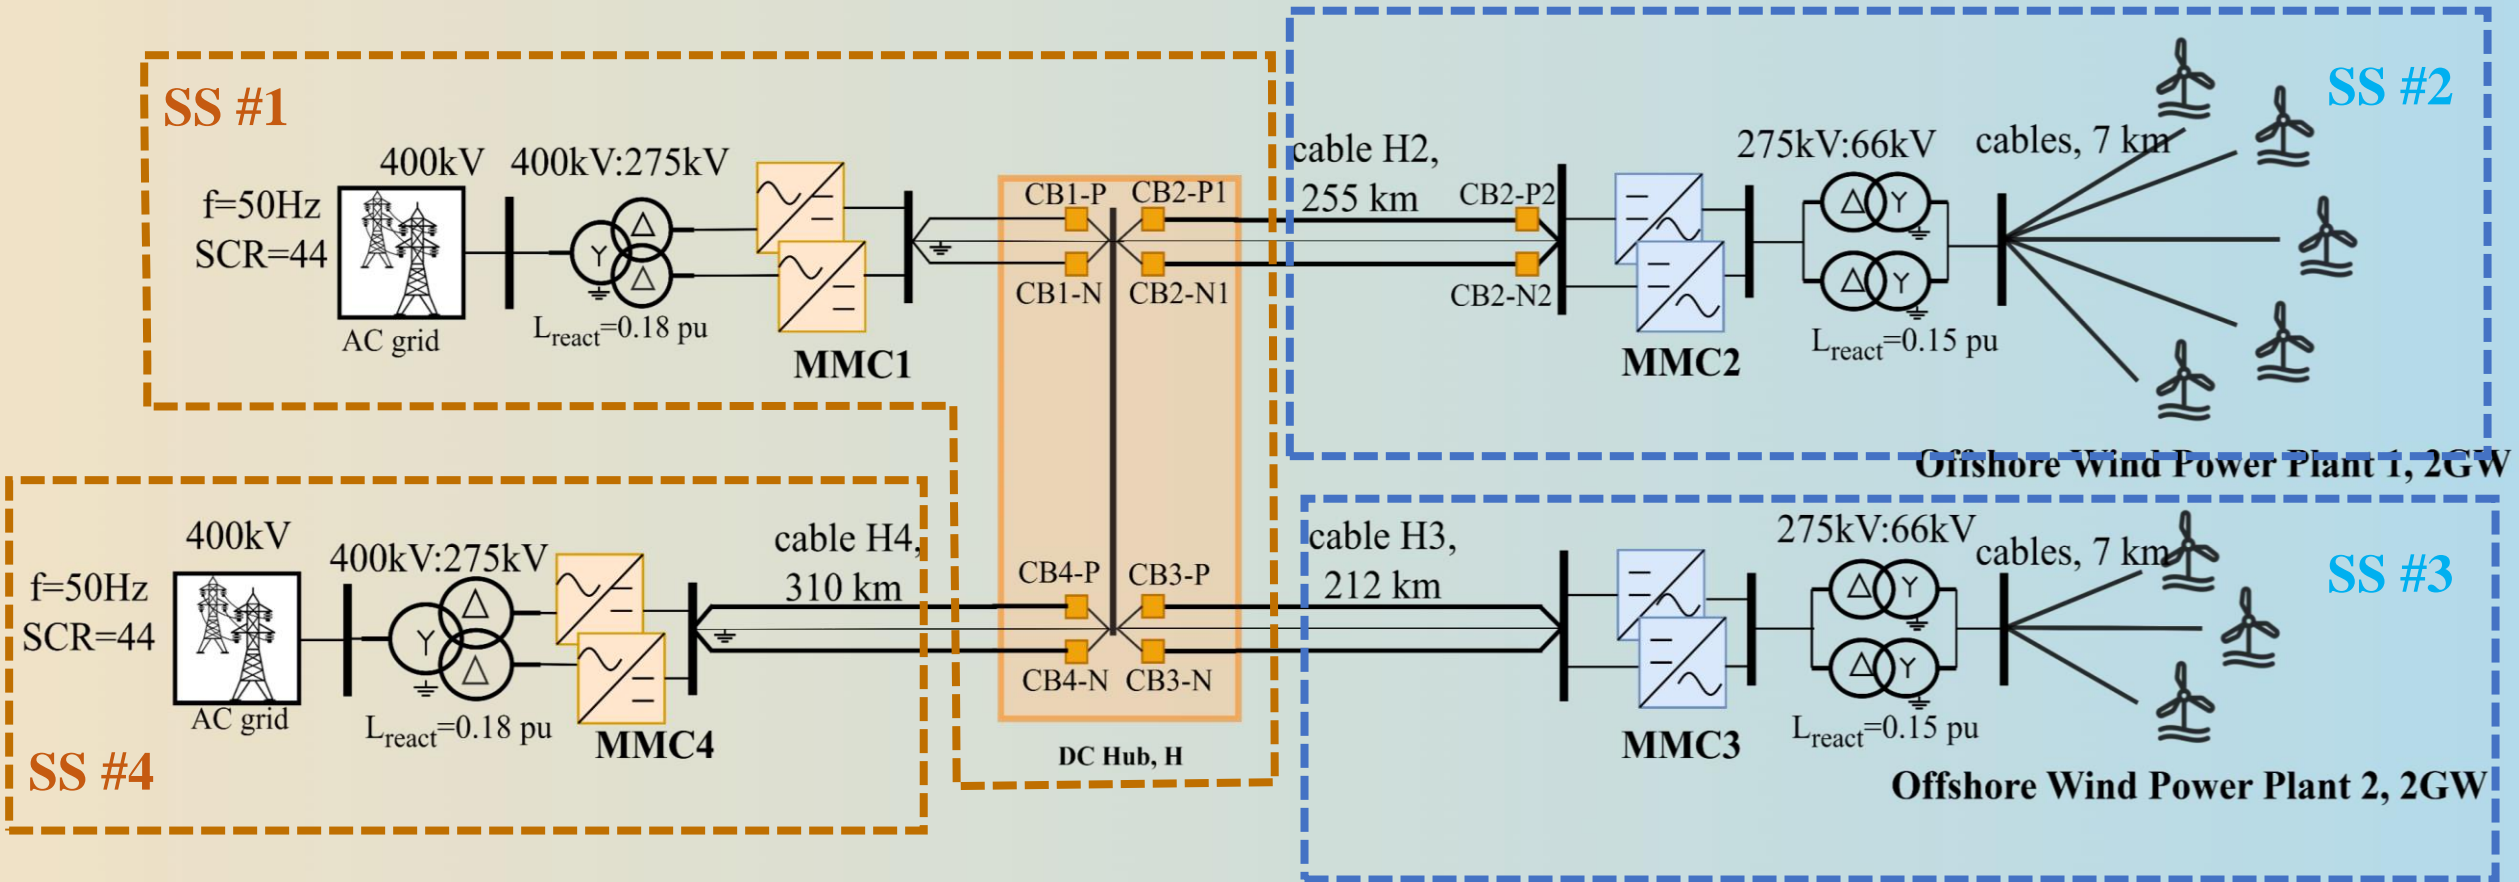 SS #1
400kV
400kV:275kV
f=50Hz
SCR=44
AC grid
Lreact=0.18 pu
MMC1
CB1-P
CB2-P1
CB1-N
CB2-N1
cable H2,
255 km
CB2-P2
CB2-N2
275kV:66kV
cables, 7 km
SS #2
MMC2
Lreact=0.15 pu
Offshore Wind Power Plant 1, 2GW
400kV
400kV:275kV
f=50Hz
SCR=44
AC grid
Lreact=0.18 pu
MMC4
SS #4
cable H4,
310 km
CB4-P
CB3-P
CB4-N
CB3-N
DC Hub, H
cable H3,
212 km
275kV:66kV
cables, 7 km
SS #3
MMC3
Lreact=0.15 pu
Offshore Wind Power Plant 2, 2GW